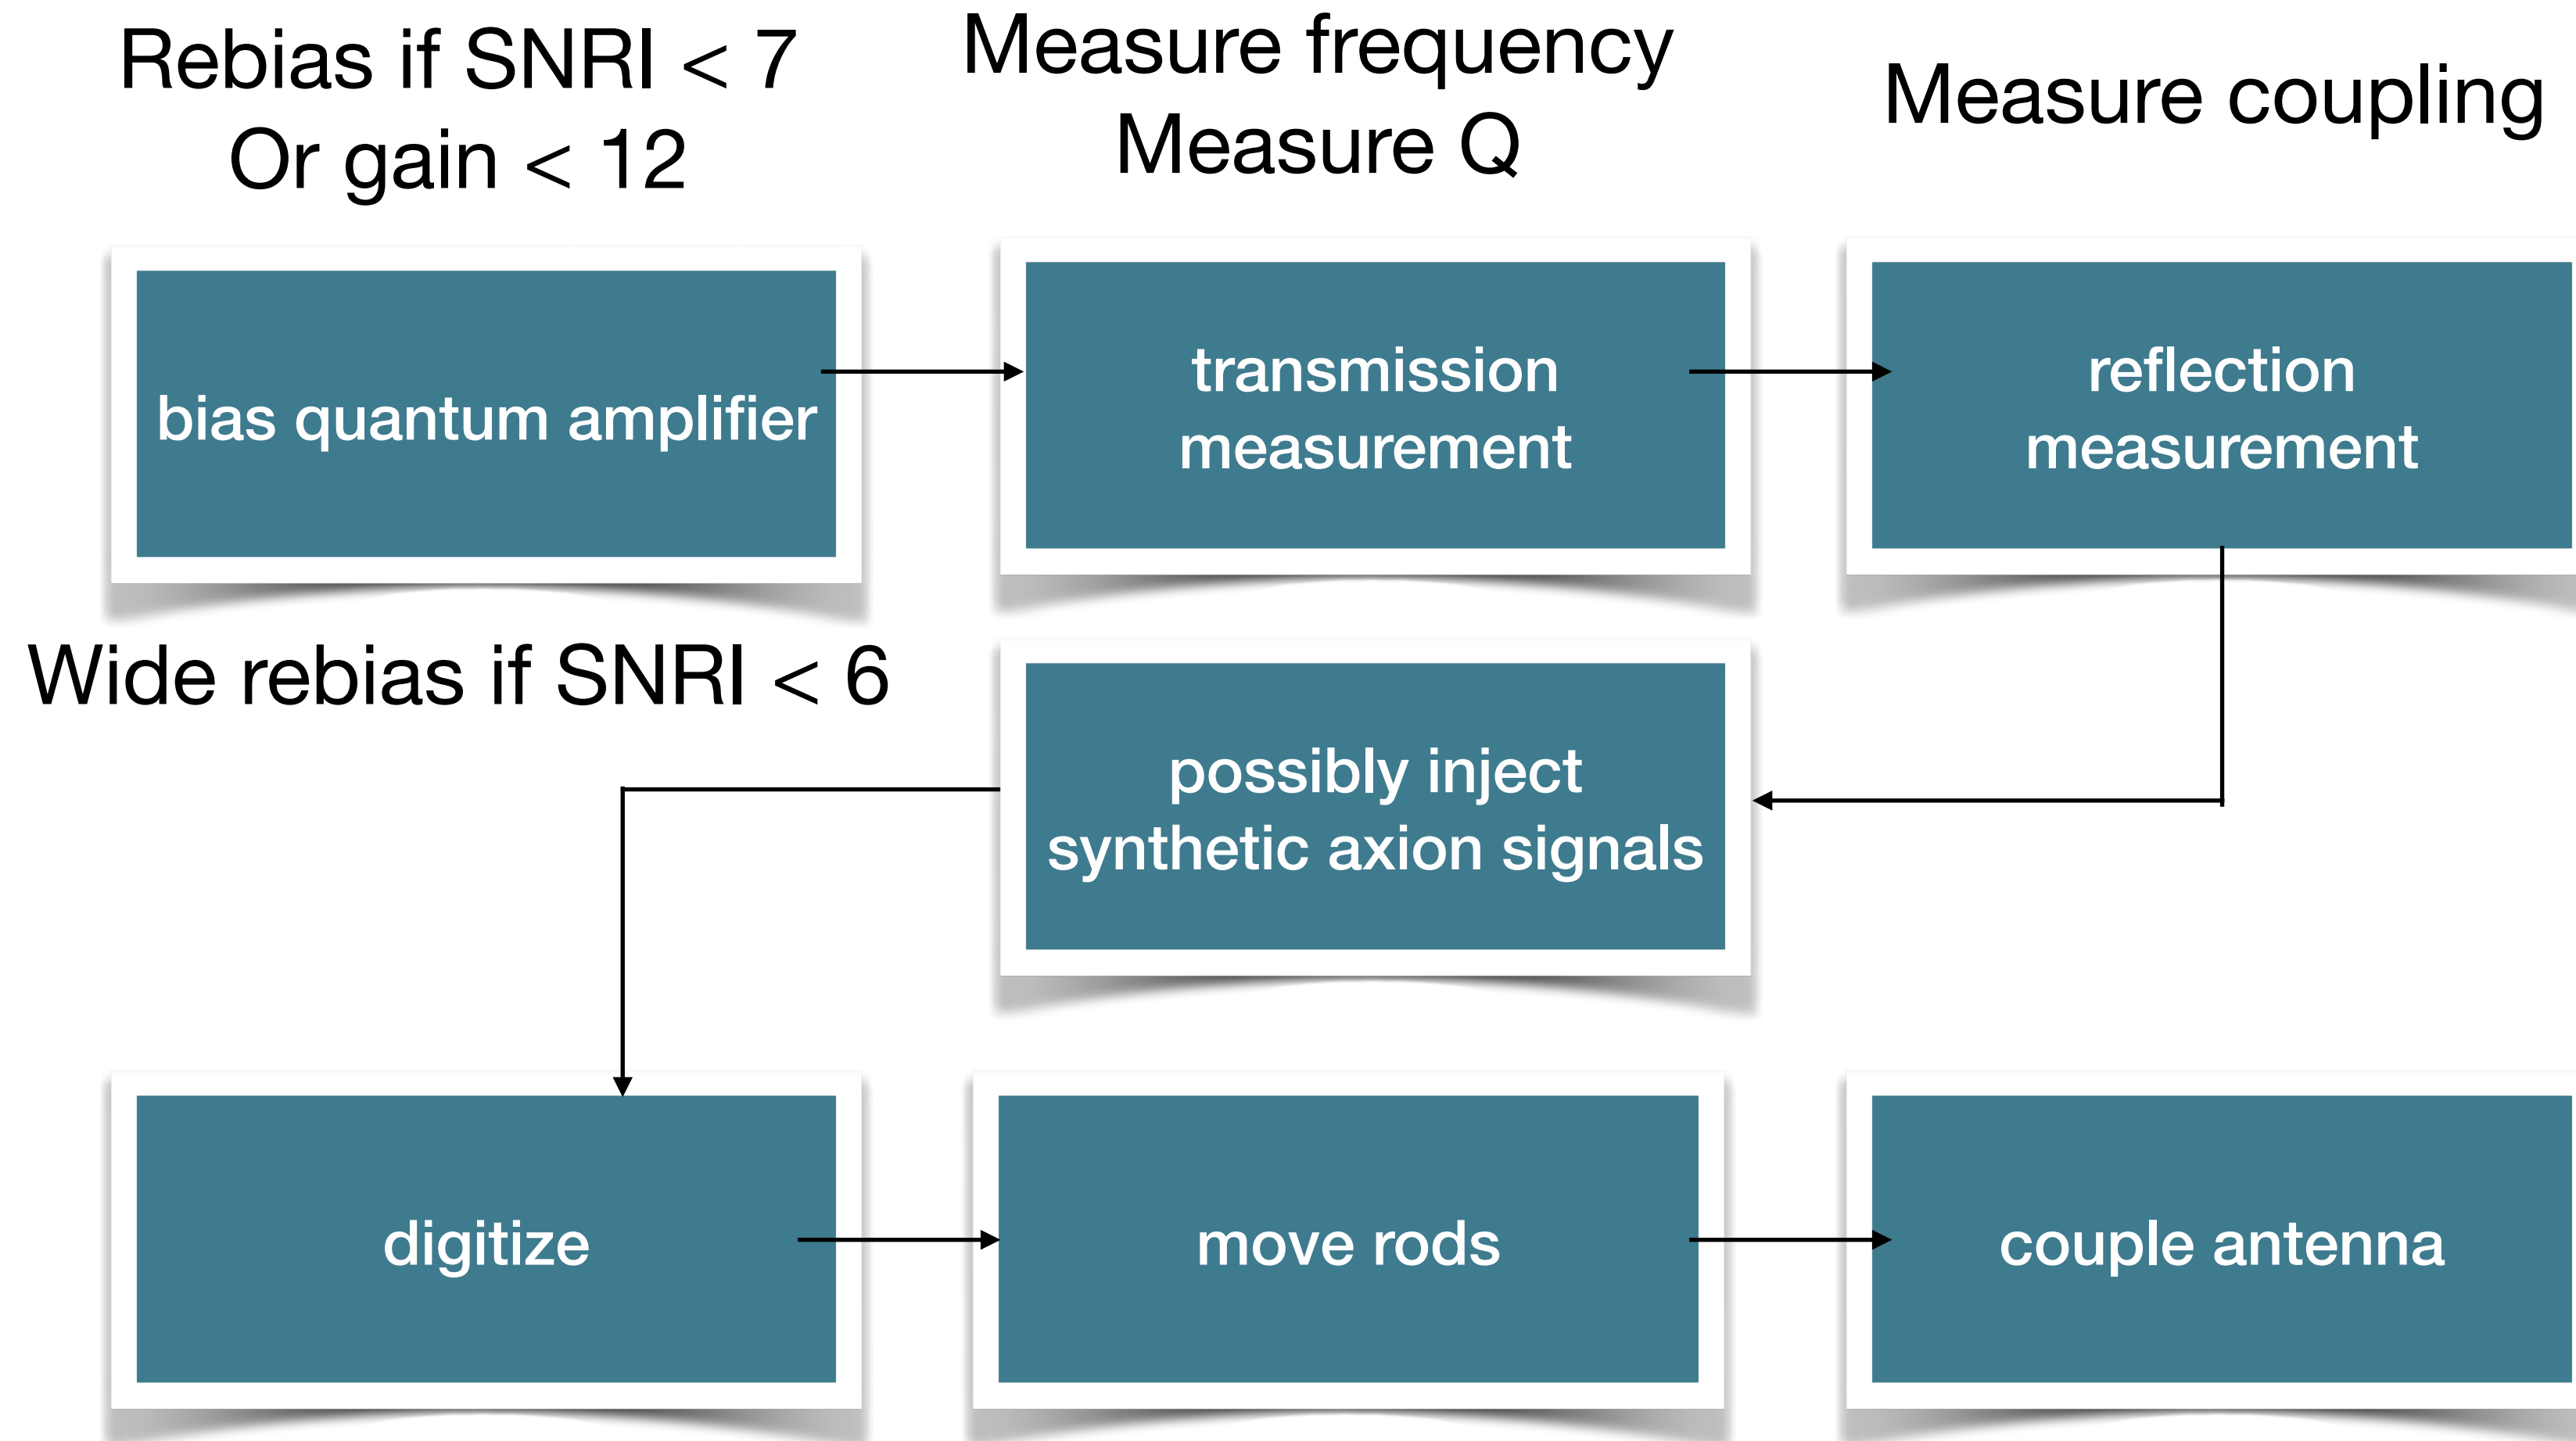 Rebias if SNRI < 7
Or gain < 12
Measure frequency
Measure Q
Measure coupling
bias quantum amplifier
transmission
measurement
reflection
measurement
Wide rebias if SNRI < 6
possibly inject
synthetic axion signals
digitize
move rods
couple antenna